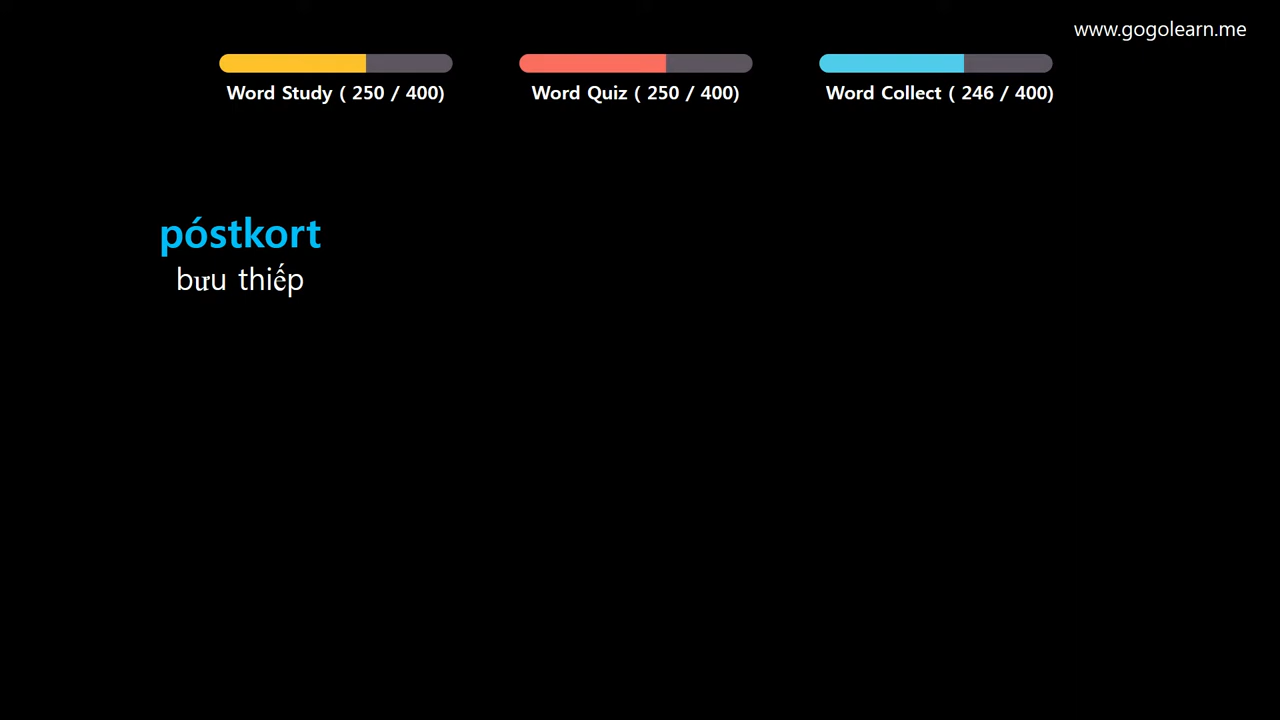 www.gogolearn.me
Word Study ( 250 / 400)
Word Quiz ( 250 / 400)
Word Collect ( 246 / 400)
póstkort
bưu thiếp